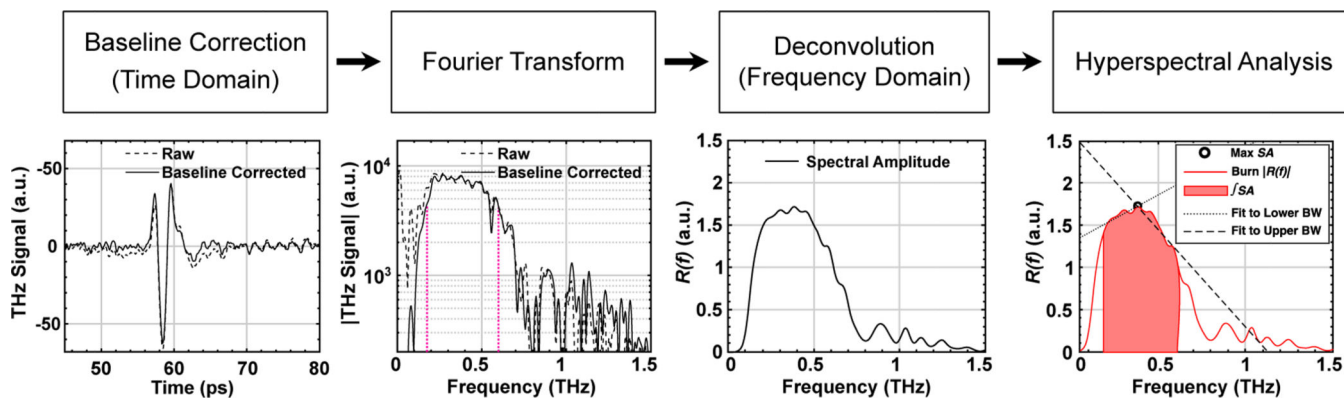 Baseline Correction
(Time Domain)
Fourier Transform
Deconvolution
(Frequency Domain)
Hyperspectral Analysis
THz Signal (a.u.)
-50
0
-50
Raw
Baseline Corrected
50
60
70
80
Time (ps)
|THz Signal| (a.u.)
10^4
10^3
Raw
Baseline Corrected
0
0.5
1
1.5
Frequency (THz)
R(f) (a.u.)
1.5
2
1.5
1
0.5
0
Spectral Amplitude
0
0.5
1
1.5
Frequency (THz)
R(f) (a.u.)
1.5
2
1.5
1
0.5
0
Max SA
Burn |R(f)|
∫SA
Fit to Lower BW
Fit to Upper BW
0
0.5
1
1.5
Frequency (THz)